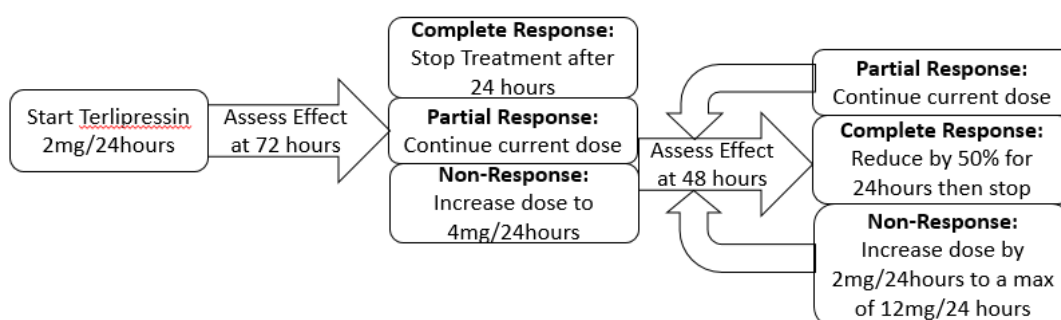 Start Terlipressin
2mg/24hours
Assess Effect
at 72 hours
Complete Response:
Stop Treatment after
24 hours
Partial Response:
Continue current dose
Non-Response:
Increase dose to
4mg/24hours
Assess Effect
at 48 hours
Partial Response:
Continue current dose
Complete Response:
Reduce by 50% for
24hours then stop
Non-Response:
Increase dose by
2mg/24hours to a max
of 12mg/24 hours